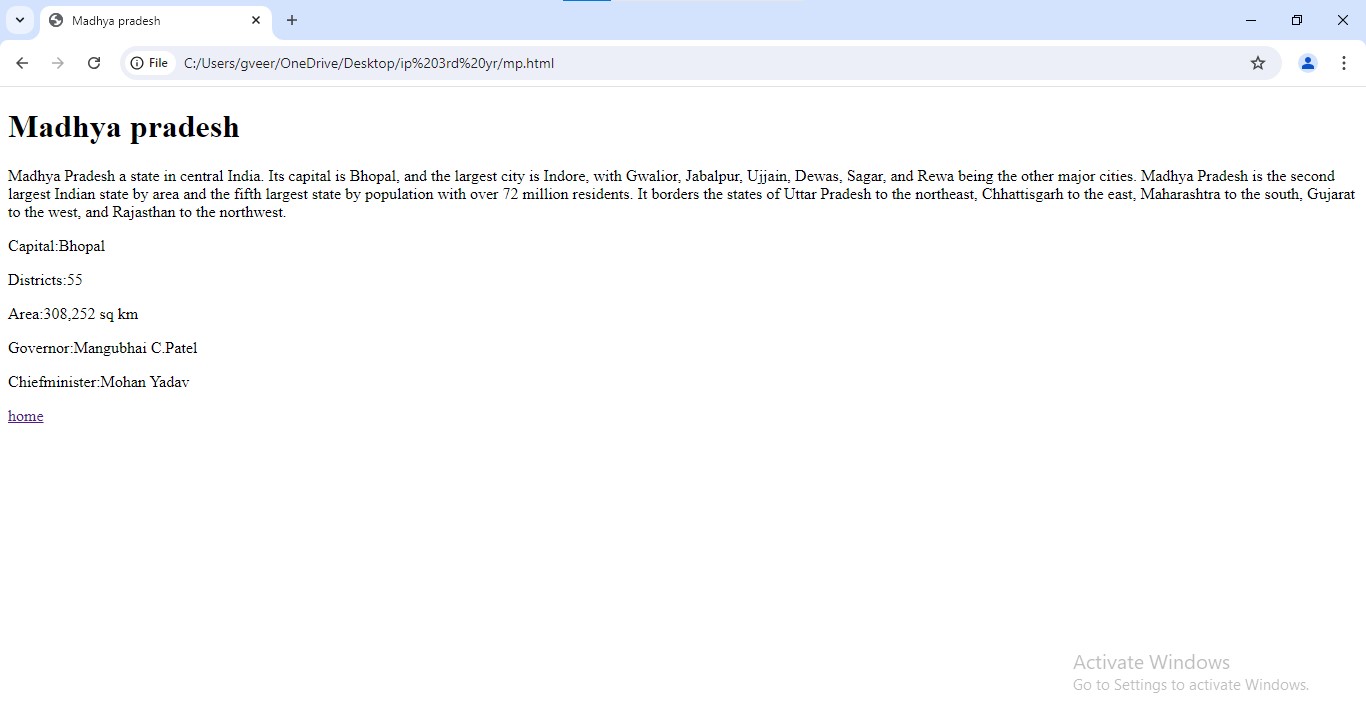 Madhya pradesh
File
C:/Users/gveer/OneDrive/Desktop/ip%203rd%20yr/mp.html
Madhya pradesh
Madhya Pradesh a state in central India. Its capital is Bhopal, and the largest city is Indore, with Gwalior, Jabalpur, Ujjain, Dewas, Sagar, and Rewa being the other major cities. Madhya Pradesh is the second
largest Indian state by area and the fifth largest state by population with over 72 million residents. It borders the states of Uttar Pradesh to the northeast, Chhattisgarh to the east, Maharashtra to the south, Gujarat
to the west, and Rajasthan to the northwest.
Capital:Bhopal
Districts:55
Area:308,252 sq km
Governor:Mangubhai C.Patel
Chiefminister:Mohan Yadav
home
Activate Windows
Go to Settings to activate Windows.